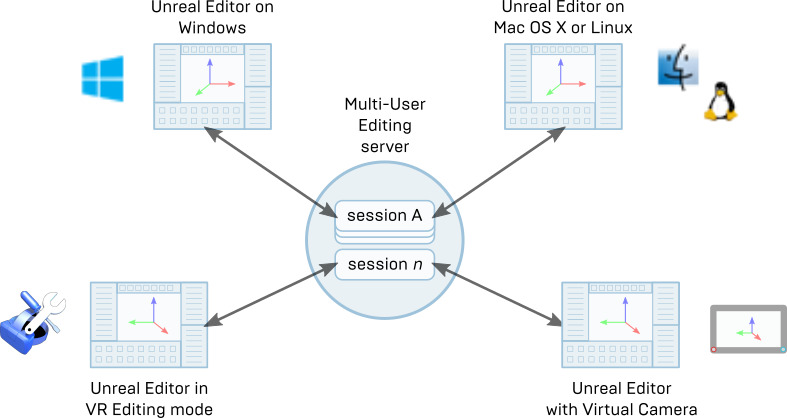 Unreal Editor on
Windows
Unreal Editor on
Mac OS X or Linux
Multi-User
Editing
server
session A
session n
Unreal Editor in
VR Editing mode
Unreal Editor
with Virtual Camera